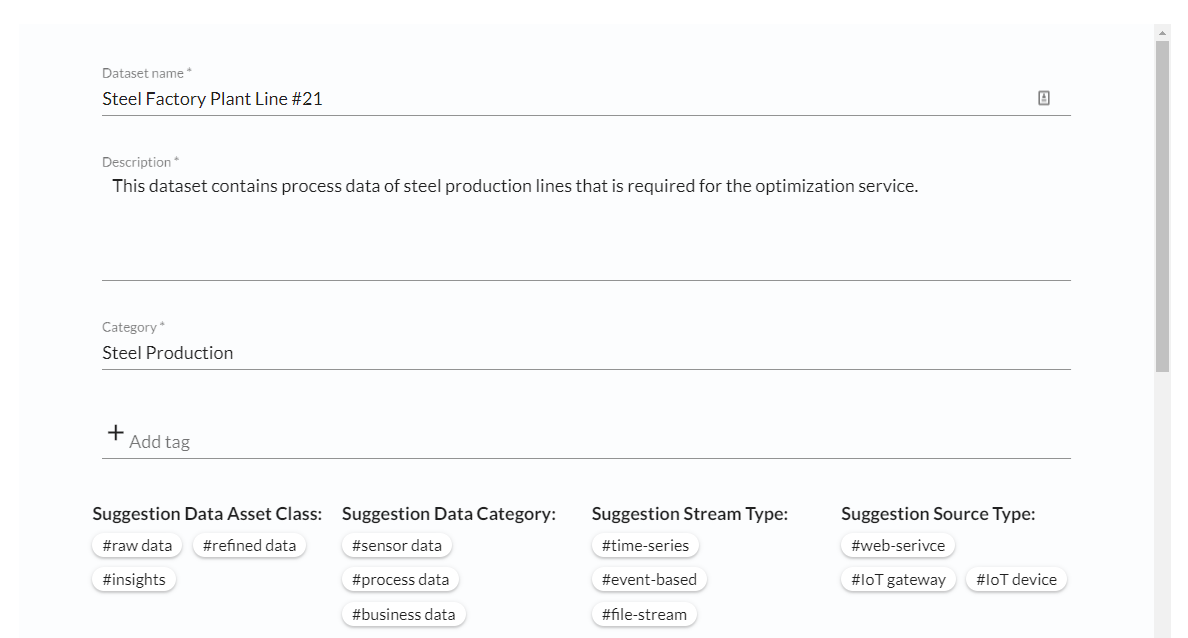 Dataset name *
Steel Factory Plant Line #21
Description *
This dataset contains process data of steel production lines that is required for the optimization service.
Category *
Steel Production
+ Add tag
Suggestion Data Asset Class: Suggestion Data Category: Suggestion Stream Type: Suggestion Source Type:
#raw data #refined data #sensor data #time-series #web-serivce
#insights #process data #event-based #IoT gateway #IoT device
#business data #file-stream